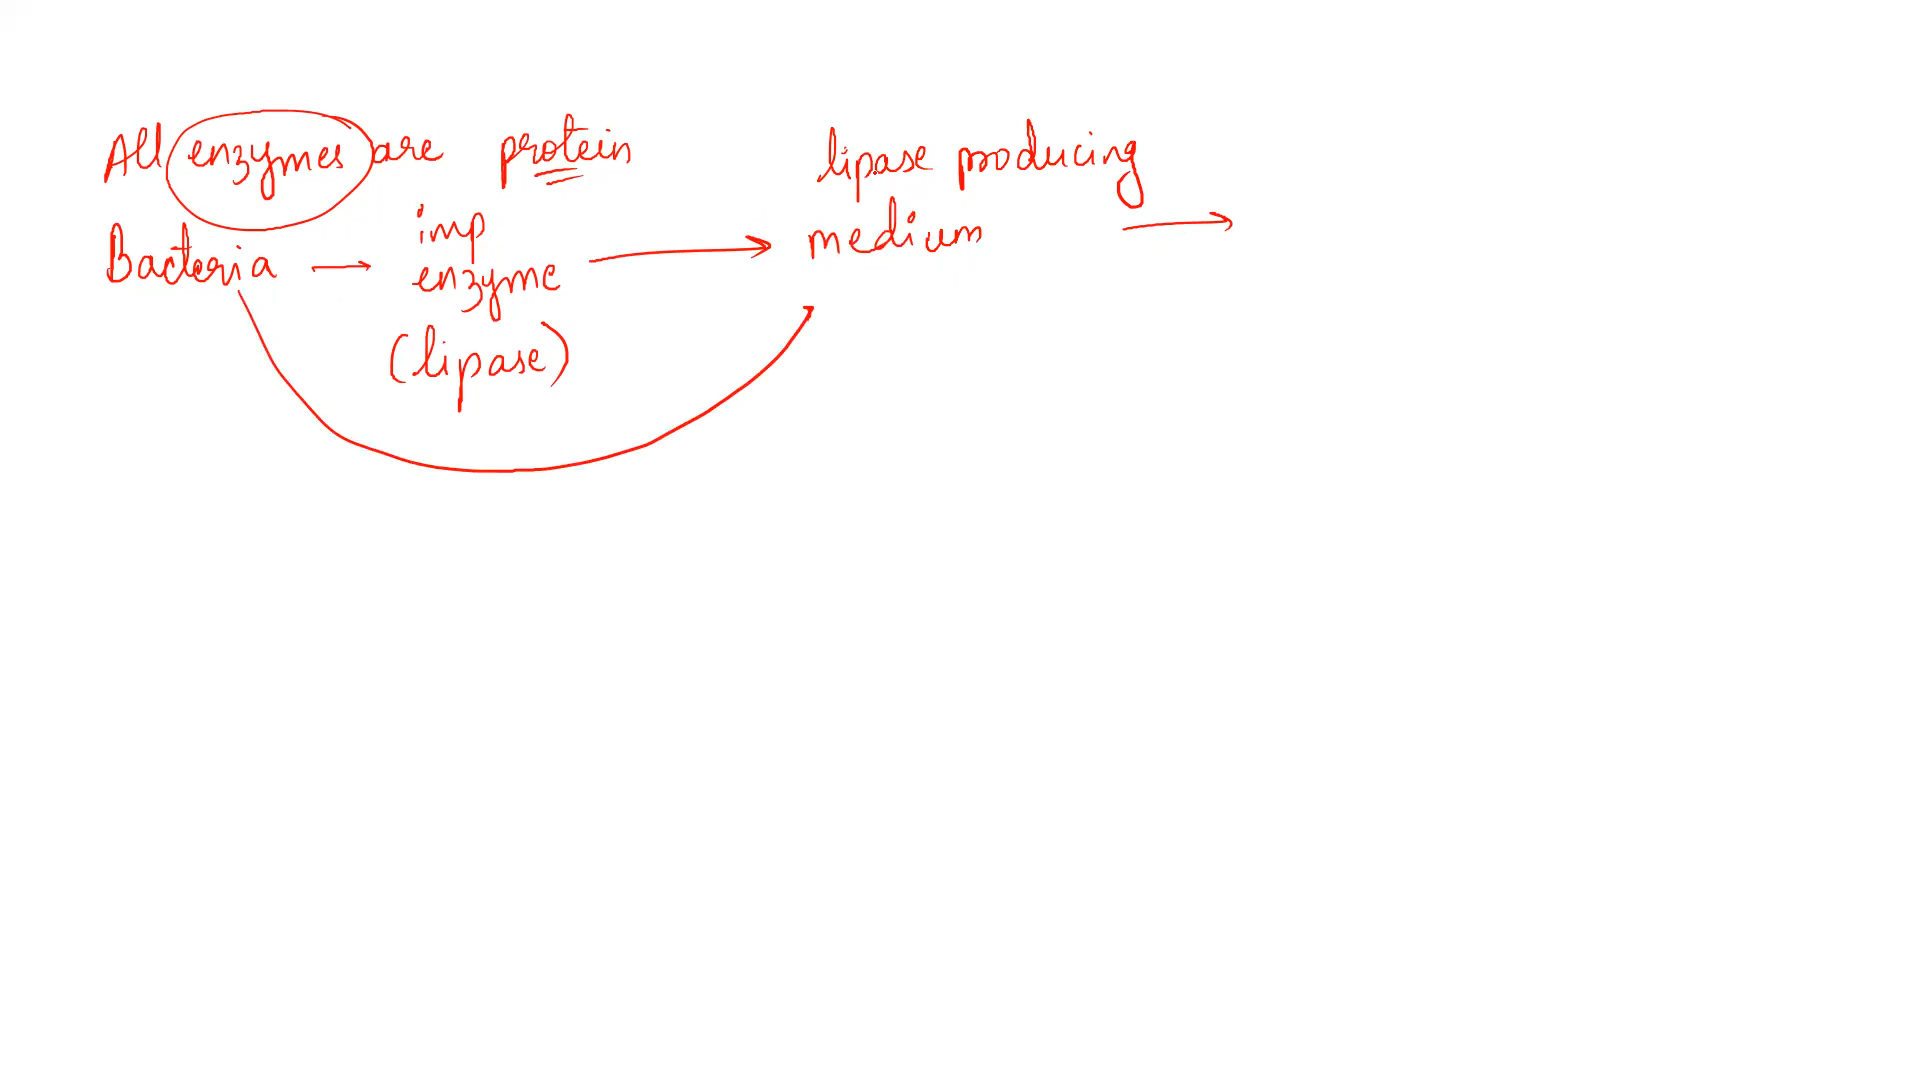 All enzymes are protein
Bacteria → imp
enzyme
(lipase)
lipase producing
medium →